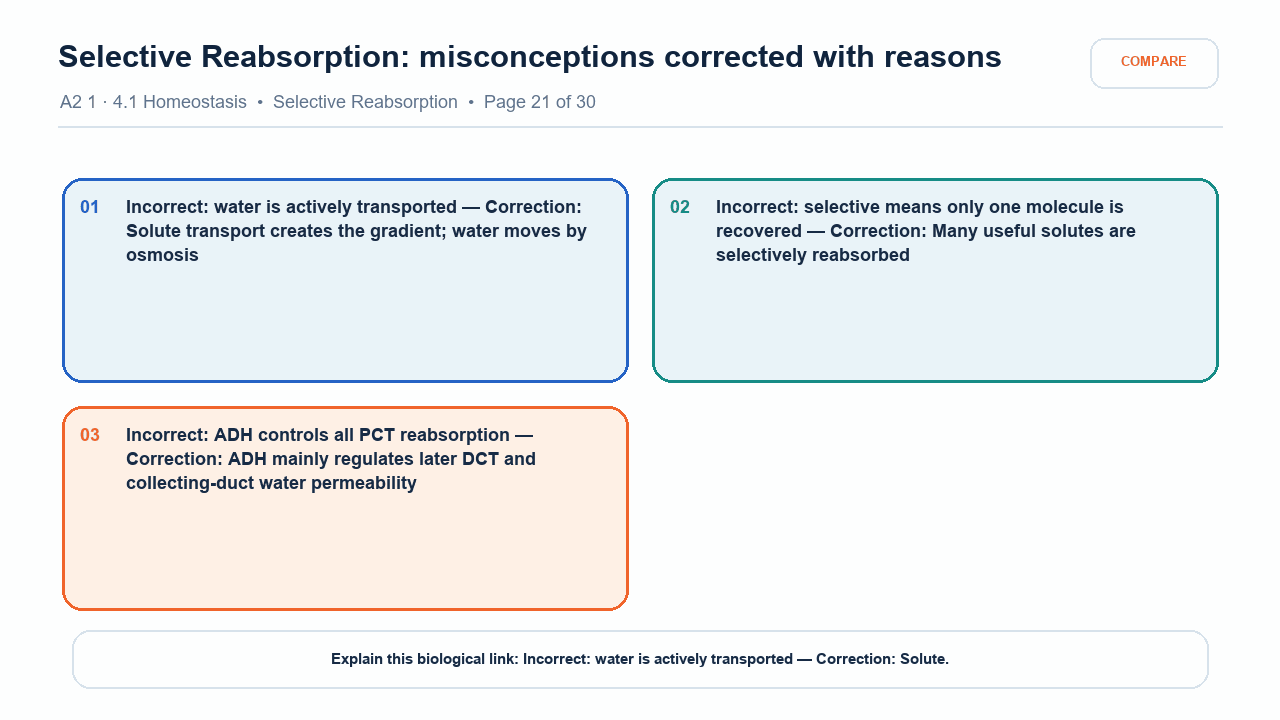 Selective Reabsorption: misconceptions corrected with reasons
COMPARE
A2 1 · 4.1 Homeostasis • Selective Reabsorption • Page 21 of 30
01
Incorrect: water is actively transported — Correction:
Solute transport creates the gradient; water moves by
osmosis
02
Incorrect: selective means only one molecule is
recovered — Correction: Many useful solutes are
selectively reabsorbed
03
Incorrect: ADH controls all PCT reabsorption —
Correction: ADH mainly regulates later DCT and
collecting-duct water permeability
Explain this biological link: Incorrect: water is actively transported — Correction: Solute.